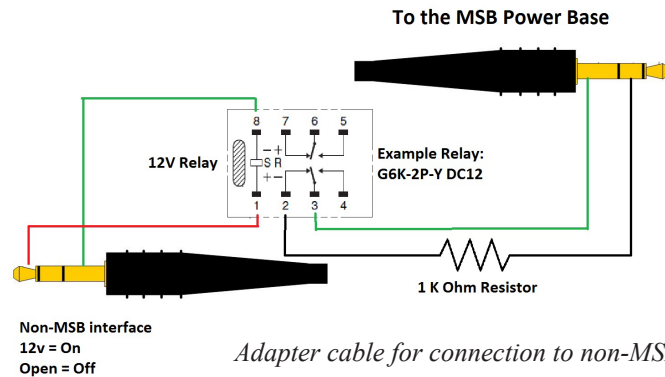 To the MSB Power Base
8 7 6 5
12V Relay
− +
S R
+ −
Example Relay:
G6K-2P-Y DC12
1 2 3 4
1 K Ohm Resistor
Non-MSB interface
12v = On
Open = Off
Adapter cable for connection to non-MS